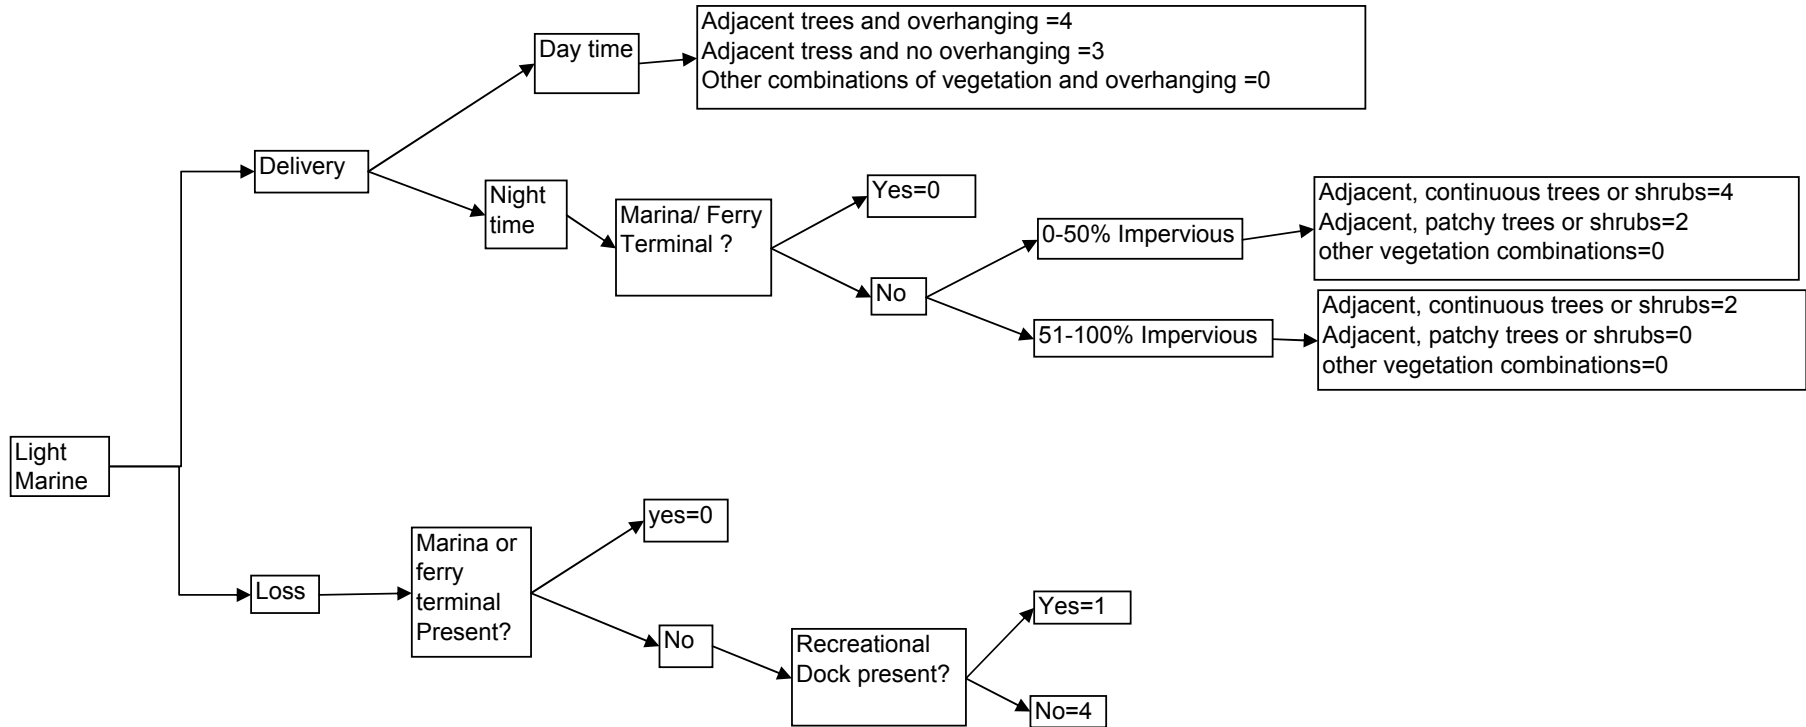 Adjacent trees and overhanging =4
Adjacent tress and no overhanging =3
Other combinations of vegetation and overhanging =0
Day time
Delivery
Night
time
Marina/ Ferry
Terminal ?
Yes=0
No
0-50% Impervious
Adjacent, continuous trees or shrubs=4
Adjacent, patchy trees or shrubs=2
other vegetation combinations=0
51-100% Impervious
Adjacent, continuous trees or shrubs=2
Adjacent, patchy trees or shrubs=0
other vegetation combinations=0
Light
Marine
Loss
Marina or
ferry
terminal
Present?
yes=0
No
Recreational
Dock present?
Yes=1
No=4